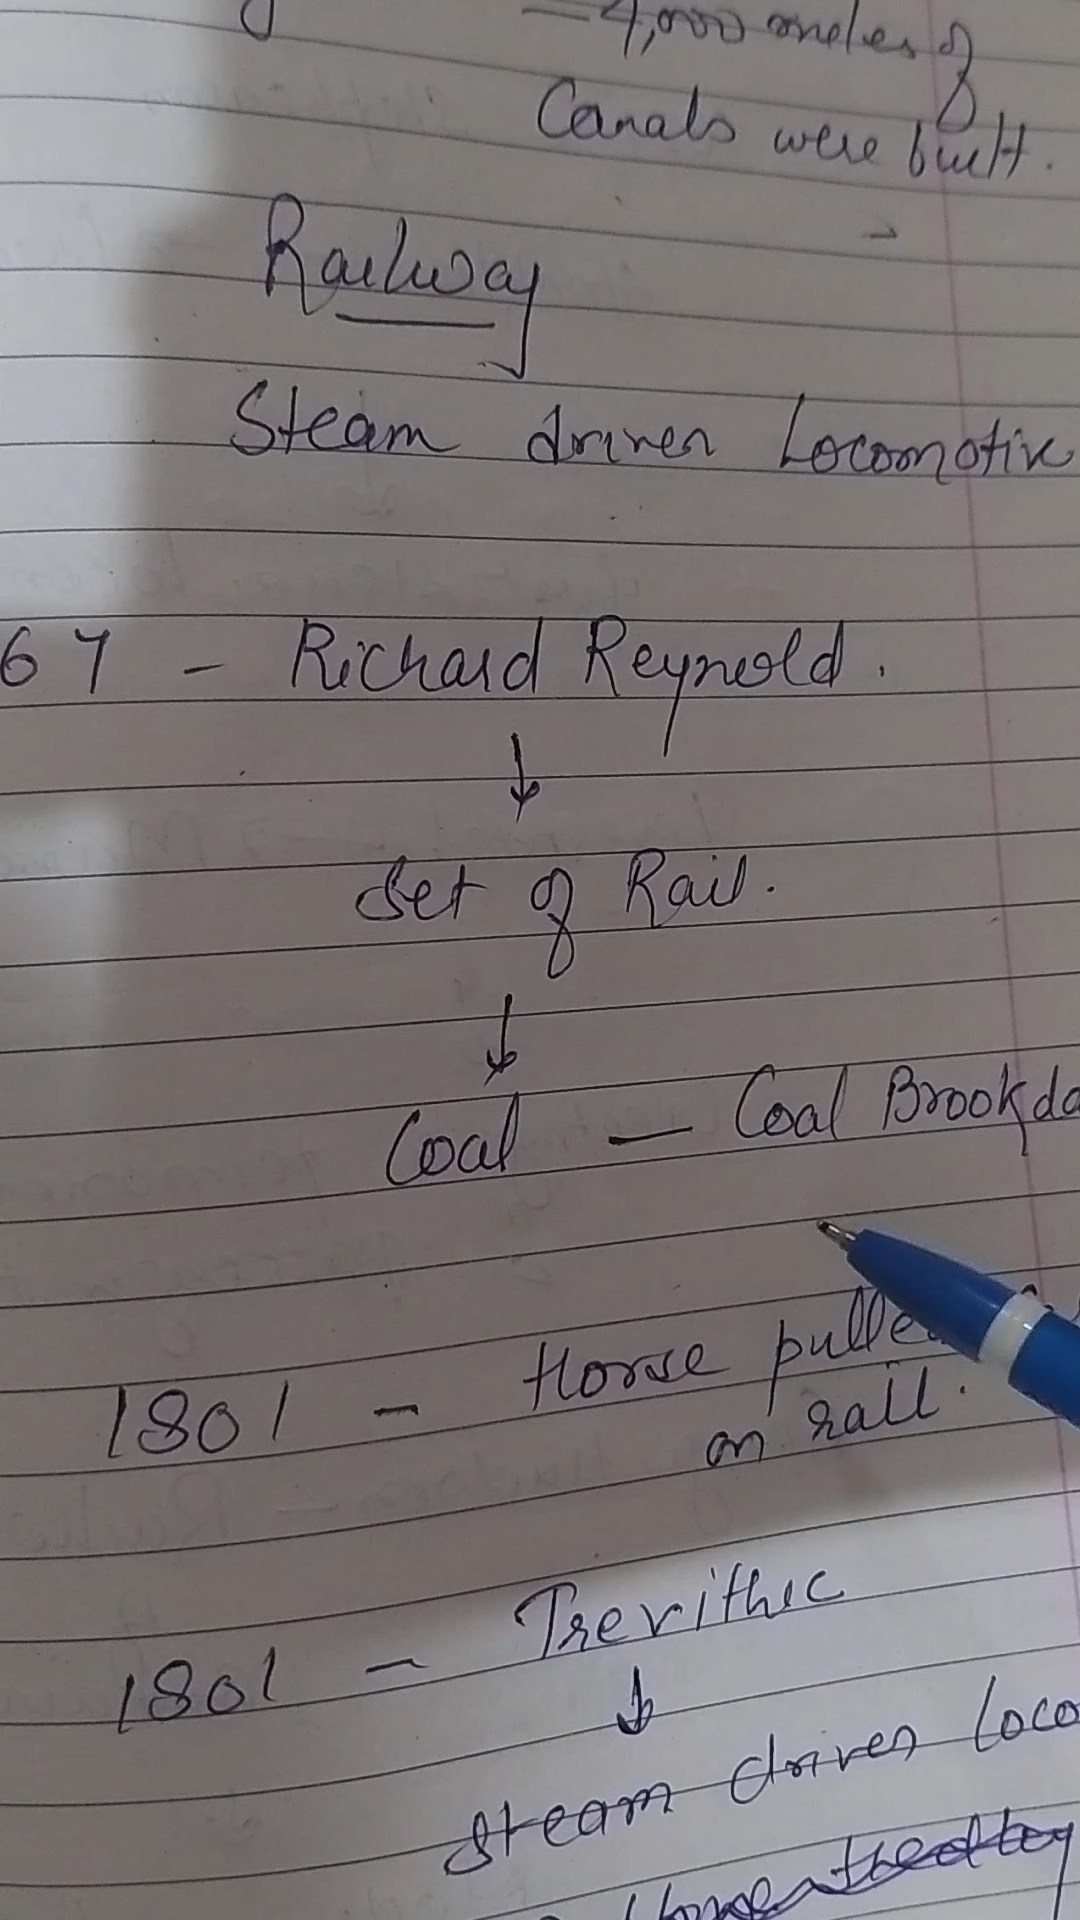 =4,000 miles of
Canals were built.
Railway
Steam driven Locomotive
67 - Richard Reynold.
↓
Set of Rail.
↓
Coal — Coal Brookda
1801 - Horse pulled
on rail.
1801 - Trevithic
↓
Steam driven loco